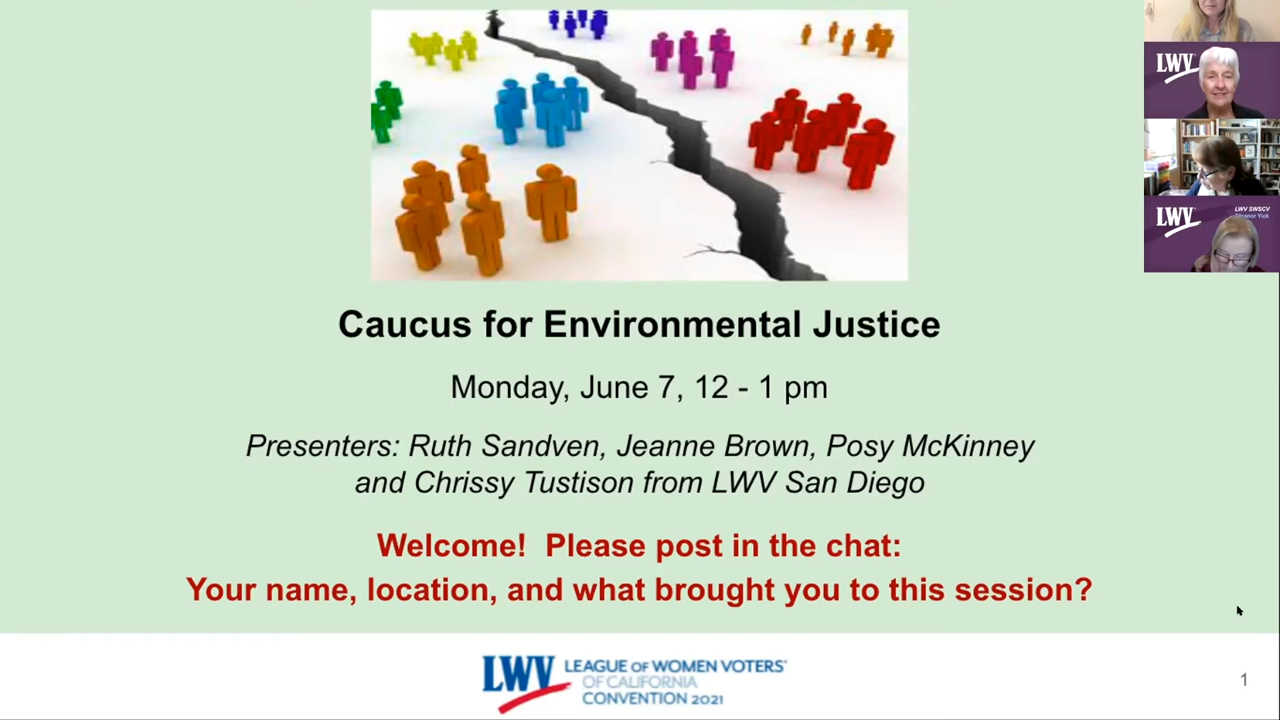 LWV
LWV
LWV SWSCV
Eleanor Yick
Caucus for Environmental Justice
Monday, June 7, 12 - 1 pm
Presenters: Ruth Sandven, Jeanne Brown, Posy McKinney
and Chrissy Tustison from LWV San Diego
Welcome! Please post in the chat:
Your name, location, and what brought you to this session?
LWV
LEAGUE OF WOMEN VOTERS®
OF CALIFORNIA
CONVENTION 2021
1